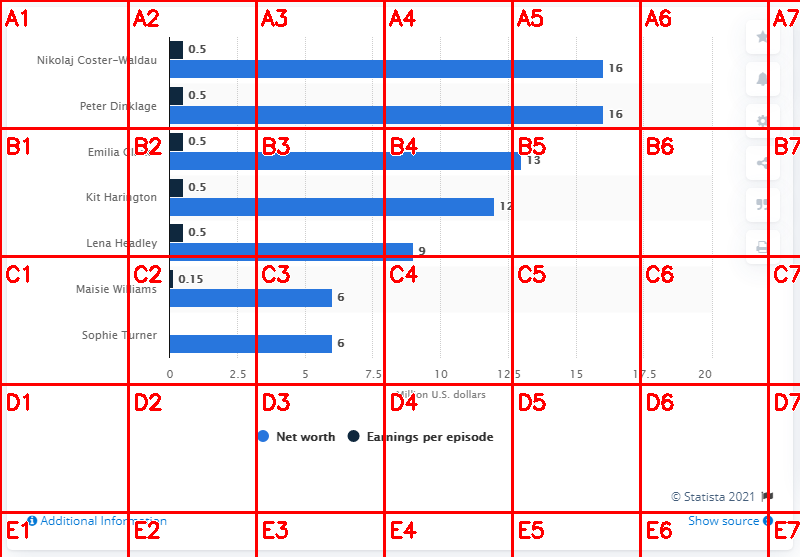 A1 A2 A3 A4 A5 A6 A7
0.5
Nikolaj Coster-Waldau
16
0.5
Peter Dinklage
16
B1 B2 B3 B4 B5 B6 B7
0.5
Emilia
13
0.5
Kit Harington
12
0.5
Lena Headley
9
C1 C2 C3 C4 C5 C6 C7
0.15
Maisie Williams
6
Sophie Turner
6
0 2.5 5 7.5 10 12.5 15 17.5 20
Million U.S. dollars
D1 D2 D3 D4 D5 D6 D7
Net worth Earnings per episode
© Statista 2021
Additional Information Show source
E1 E2 E3 E4 E5 E6 E7